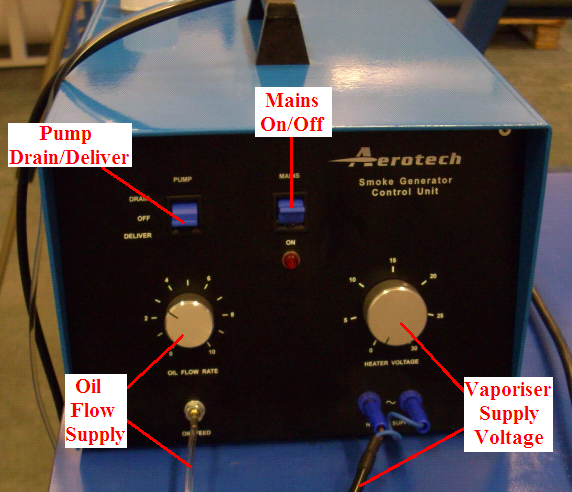 Mains
On/Off
Pump
Drain/Deliver
Aerotech
Smoke Generator
Control Unit
PUMP
MAINS
OFF
DELIVER
ON
4
6
2
8
0
10
OIL FLOW RATE
15
10
20
5
25
0
30
HEATER VOLTAGE
Oil
Flow
Supply
Vaporiser
Supply
Voltage